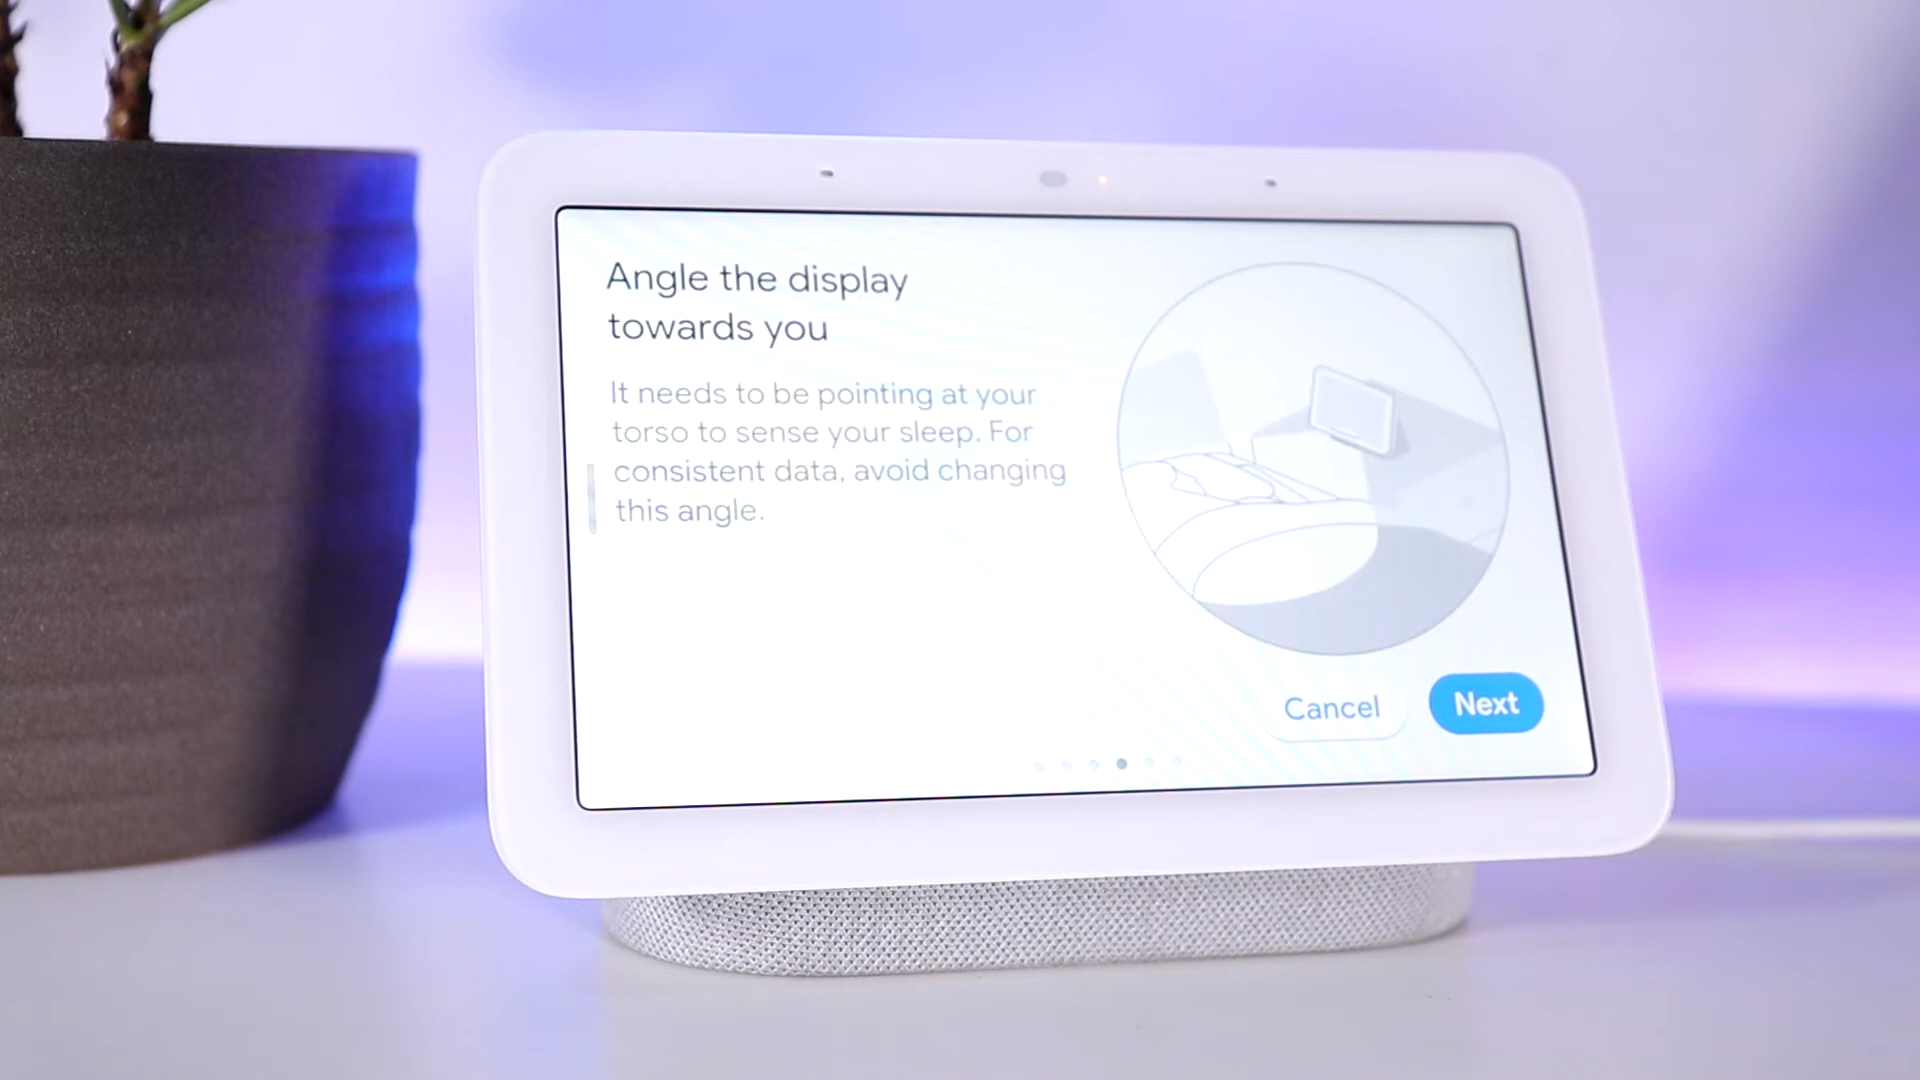 Angle the display
towards you
It needs to be pointing at your
torso to sense your sleep. For
consistent data, avoid changing
this angle.
Cancel
Next